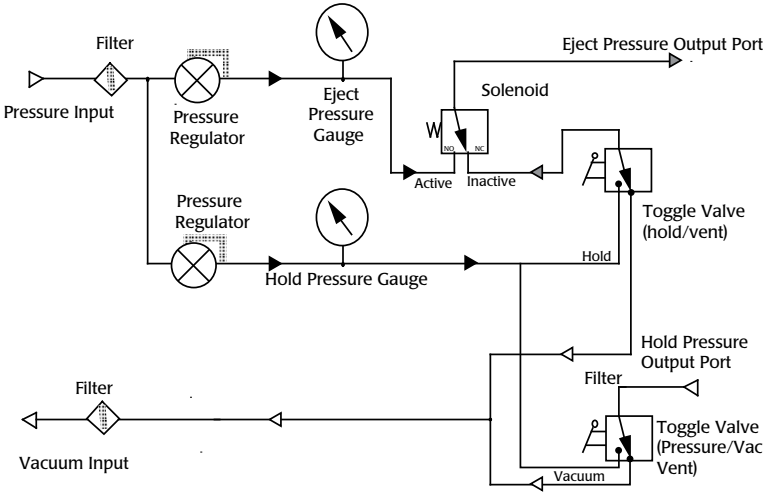 Filter
Eject Pressure Output Port
Solenoid
Pressure Input
Pressure
Regulator
Eject
Pressure
Gauge
W
NO
NC
Active
Inactive
Pressure
Regulator
Toggle Valve
(hold/vent)
Hold
Hold Pressure Gauge
Hold Pressure
Output Port
Filter
Filter
Toggle Valve
(Pressure/Vac
Vent)
Vacuum Input
Vacuum